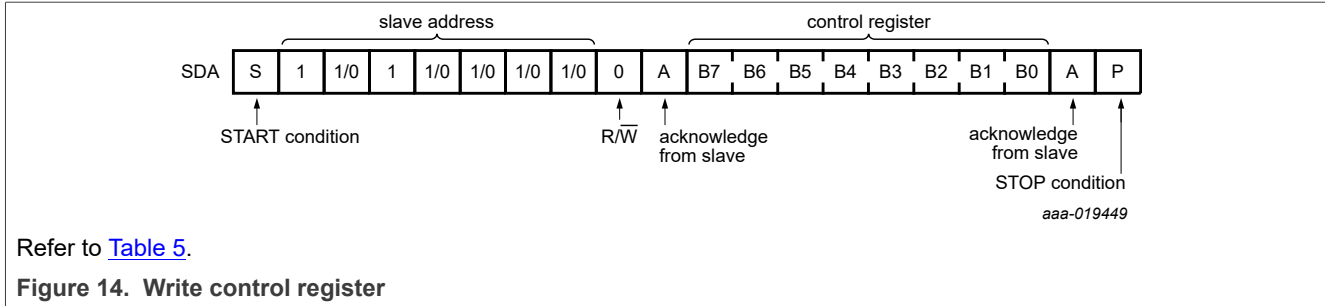 slave address control register
SDA S 1 1/0 1 1/0 1/0 1/0 1/0 0 A B7 B6 B5 B4 B3 B2 B1 B0 A P
START condition R/W̅ acknowledge from slave acknowledge from slave
STOP condition
aaa-019449
Refer to Table 5.
Figure 14. Write control register